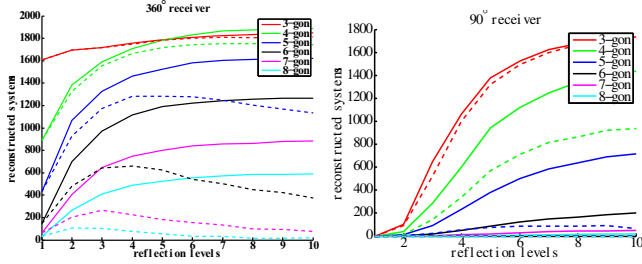 360° receiver
2000
1800
1600
1400
1200
1000
800
600
400
200
0
1 2 3 4 5 6 7 8 9 10
reflection levels
reconstructed systems
3-gon
4-gon
5-gon
6-gon
7-gon
8-gon
90° receiver
1800
1600
1400
1200
1000
800
600
400
200
0
2 4 6 8 10
reflection levels
reconstructed systems
3-gon
4-gon
5-gon
6-gon
7-gon
8-gon